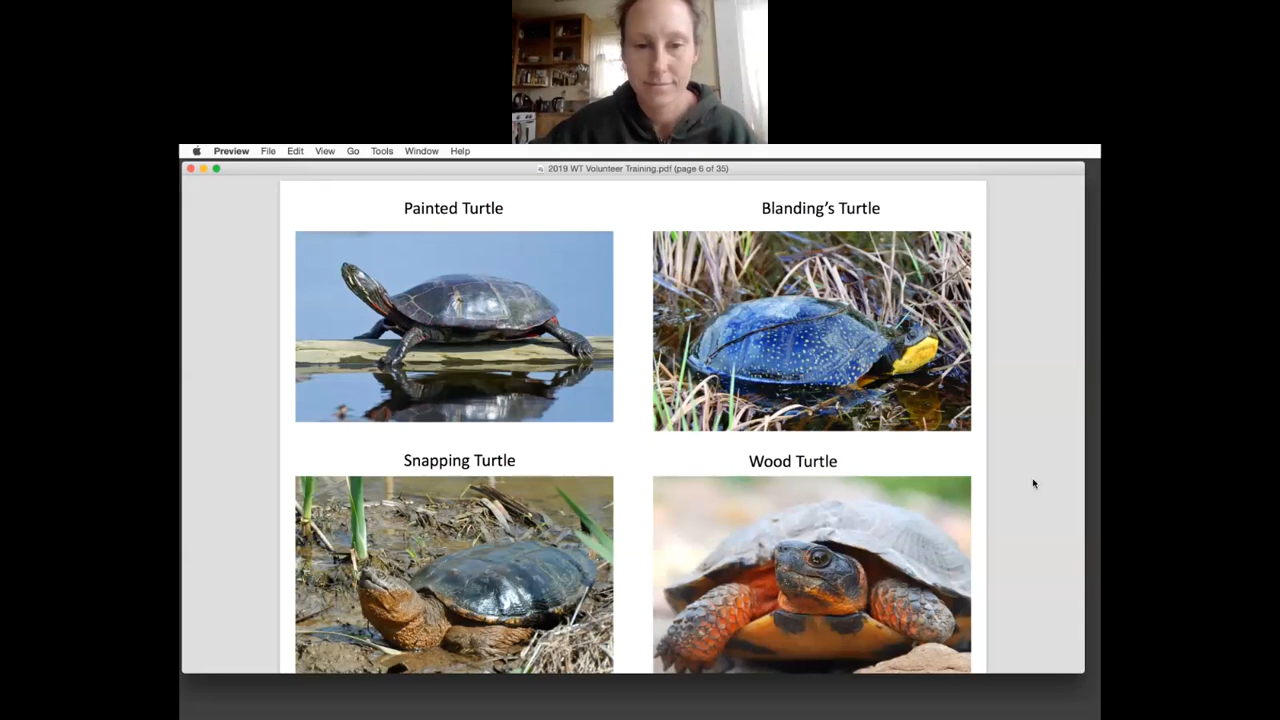 Preview File Edit View Go Tools Window Help
2019 WT Volunteer Training.pdf (page 6 of 35)
Painted Turtle
Blanding’s Turtle
Snapping Turtle
Wood Turtle